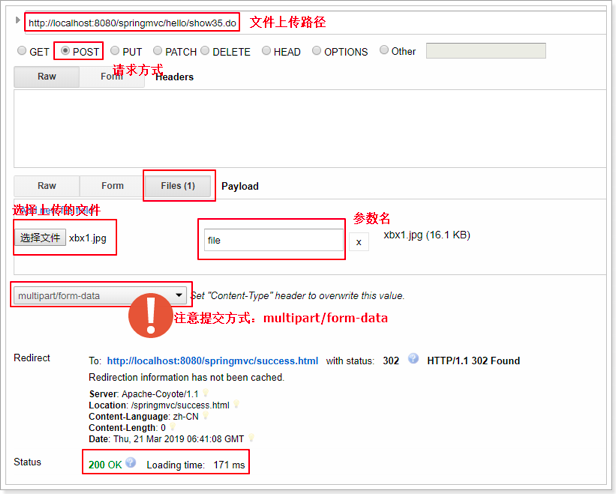 http://localhost:8080/springmvc/hello/show35.do 文件上传路径
GET POST PUT PATCH DELETE HEAD OPTIONS Other
请求方式
Raw Form Headers
Raw Form Files (1) Payload
选择上传的文件
参数名
选择文件 xbx1.jpg file x xbx1.jpg (16.1 KB)
multipart/form-data Set "Content-Type" header to overwrite this value.
注意提交方式：multipart/form-data
Redirect To: http://localhost:8080/springmvc/success.html with status: 302 HTTP/1.1 302 Found
Redirection information has not been cached.
Server: Apache-Coyote/1.1
Location: /springmvc/success.html
Content-Language: zh-CN
Content-Length: 0
Date: Thu, 21 Mar 2019 06:41:08 GMT
Status 200 OK Loading time: 171 ms